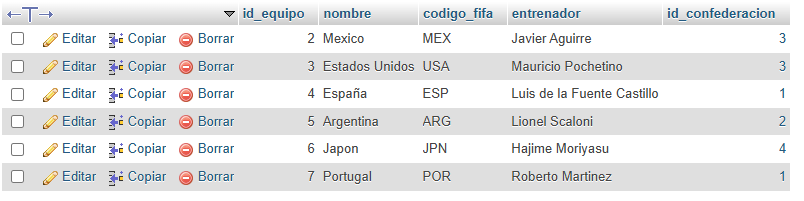 id_equipo nombre codigo_fifa entrenador id_confederacion
Editar Copiar Borrar 2 Mexico MEX Javier Aguirre 3
Editar Copiar Borrar 3 Estados Unidos USA Mauricio Pochetino 3
Editar Copiar Borrar 4 España ESP Luis de la Fuente Castillo 1
Editar Copiar Borrar 5 Argentina ARG Lionel Scaloni 2
Editar Copiar Borrar 6 Japon JPN Hajime Moriyasu 4
Editar Copiar Borrar 7 Portugal POR Roberto Martinez 1